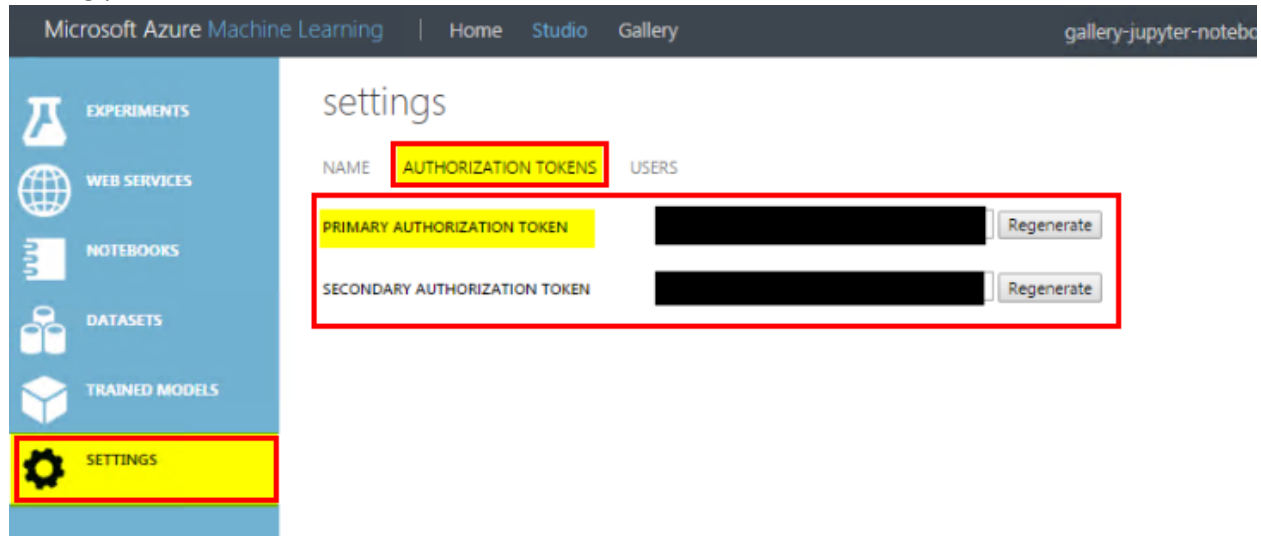 Microsoft Azure Machine Learning | Home Studio Gallery gallery-jupyter-notebo
EXPERIMENTS
WEB SERVICES
NOTEBOOKS
DATASETS
TRAINED MODELS
SETTINGS
settings
NAME AUTHORIZATION TOKENS USERS
PRIMARY AUTHORIZATION TOKEN Regenerate
SECONDARY AUTHORIZATION TOKEN Regenerate